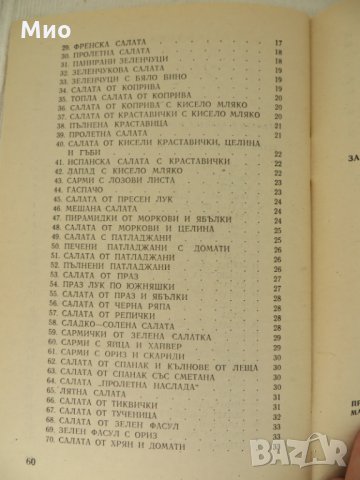 Мио
29. ФРЕНСКА САЛАТА 17
30. ПРОЛЕТНА САЛАТА 18
31. ПАНИРАНИ ЗЕЛЕНЧУЦИ 18
32. ЗЕЛЕНЧУКОВА САЛАТА 19
33. ЗЕЛЕНЧУЦИ С БЯЛО ВИНО 19
34. САЛАТА ОТ КОПРИВА 19
35. ТОПЛА САЛАТА ОТ КОПРИВА 20
36. САЛАТА ОТ КОПРИВА С КИСЕЛО МЛЯКО 20
37. САЛАТА ОТ КРАСТАВИЧКИ С КИСЕЛО МЛЯКО 20
38. ПЪЛНЕНА КРАСТАВИЦА 21
39. ПРОЛЕТНА САЛАТА 21
40. САЛАТА ОТ КИСЕЛИ КРАСТАВИЧКИ, ЦЕЛИНА
И ГЪБИ 22
41. ИСПАНСКА САЛАТА С КРАСТАВИЧКИ 22
42. ЛАПАД С КИСЕЛО МЛЯКО 22
43. САРМИ С ЛОЗОВИ ЛИСТА 23
44. ГАСПАЧО 23
45. САЛАТА ОТ ПРЕСЕН ЛУК 23
46. МЕШАНА САЛАТА 24
47. ПИРАМИДКИ ОТ МОРКОВИ И ЯБЪЛКИ 24
48. САЛАТА ОТ МОРКОВИ И ЦЕЛИНА 24
49. САЛАТА С ПАТЛАДЖАНИ 25
50. ПЕЧЕНИ ПАТЛАДЖАНИ С ДОМАТИ 26
51. САЛАТА ОТ ПАТЛАДЖАНИ 26
52. ПЪЛНЕНИ ПАТЛАДЖАНИ 26
53. САЛАТА ОТ ПРАЗ 27
54. ПРАЗ ЛУК ПО ЮЖНЯШКИ 27
55. САЛАТА ОТ ПРАЗ И ЯБЪЛКИ 28
56. САЛАТА ОТ ЧЕРНА РЯПА 28
57. САЛАТА ОТ РЕПИЧКИ 28
58. СЛАДКО—СОЛЕНА САЛАТА 28
59. САРМИЧКИ ОТ ЗЕЛЕНА САЛАТКА 29
60. САРМИ С ЯЙЦА И ХАЙВЕР 29
61. САРМИ С ОРИЗ И СКАРИДИ 30
62. САЛАТА ОТ СПАНАК И КЪЛНОВЕ ОТ ЛЕЩА 30
63. САЛАТА ОТ СПАНАК СЪС СМЕТАНА 30
64. САЛАТА „ПРОЛЕТНА НАСЛАДА" 31
65. ЛЯТНА САЛАТА 31
66. САЛАТА ОТ ТИКВИЧКИ
67. САЛАТА ОТ ТУЧЕНИЦА
68. САЛАТА ОТ ЗЕЛЕН ФАСУЛ
69. ЗЕЛЕН ФАСУЛ С ОРИЗ
70. САЛАТА ОТ ХРЯН И ДОМАТИ
60
ЗА
bazar.bg